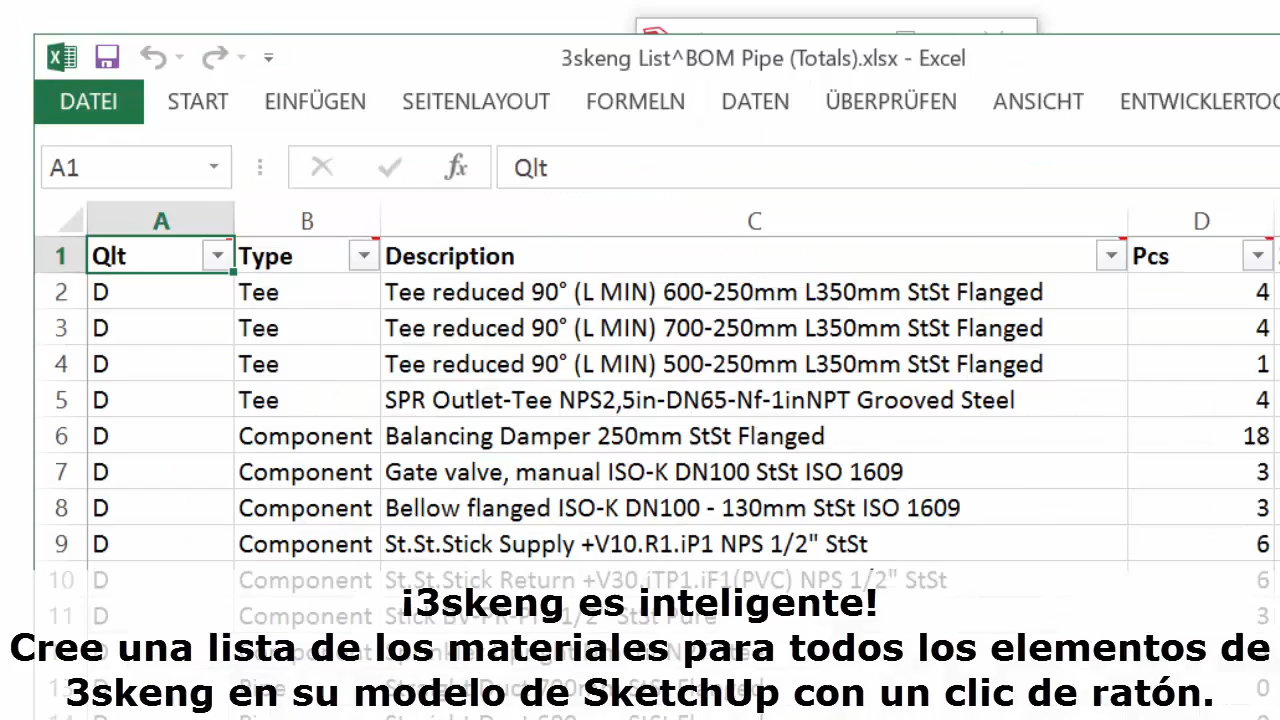 3skeng List^BOM Pipe (Totals).xlsx - Excel
DATEI START EINFÜGEN SEITENLAYOUT FORMELN DATEN ÜBERPRÜFEN ANSICHT ENTWICKLERTOO
A1 fx Qlt
A B C D
1 Qlt Type Description Pcs
2 D Tee Tee reduced 90° (L MIN) 600-250mm L350mm StSt Flanged 4
3 D Tee Tee reduced 90° (L MIN) 700-250mm L350mm StSt Flanged 4
4 D Tee Tee reduced 90° (L MIN) 500-250mm L350mm StSt Flanged 1
5 D Tee SPR Outlet-Tee NPS2,5in-DN65-Nf-1inNPT Grooved Steel 4
6 D Component Balancing Damper 250mm StSt Flanged 18
7 D Component Gate valve, manual ISO-K DN100 StSt ISO 1609 3
8 D Component Bellow flanged ISO-K DN100 - 130mm StSt ISO 1609 3
9 D Component St.St.Stick Supply +V10.R1.iP1 NPS 1/2" StSt 6
10 D Component St.St.Stick Return +V30.iTP1.iF1(PVC) NPS 1/2" StSt 6
11 D Component Stick 3
¡3skeng es inteligente!
Cree una lista de los materiales para todos los elementos de
3skeng en su modelo de SketchUp con un clic de ratón.